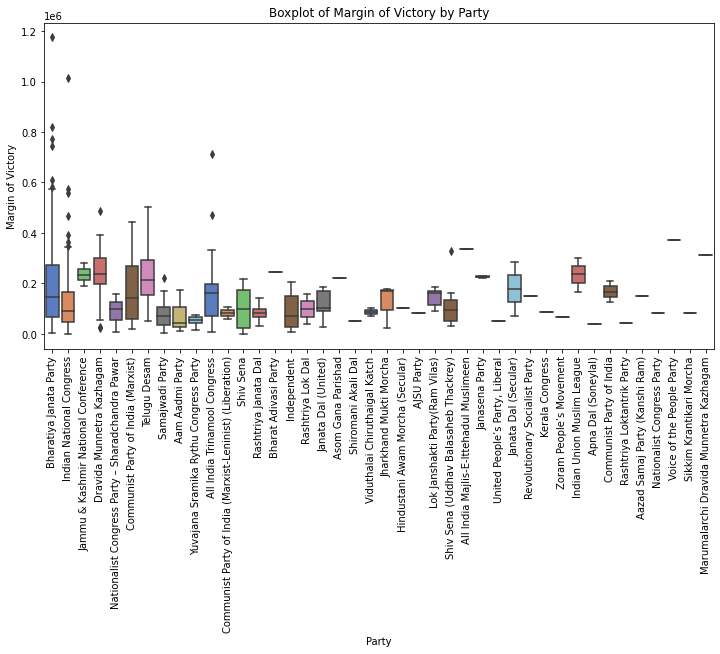 Boxplot of Margin of Victory by Party
1e6
1.2
1.0
0.8
0.6
0.4
0.2
0.0
Margin of Victory
Bharatiya Janata Party
Indian National Congress
Jammu & Kashmir National Conference
Dravida Munnetra Kazhagam
Nationalist Congress Party – Sharadchandra Pawar
Communist Party of India (Marxist)
Telugu Desam
Samajwadi Party
Aam Aadmi Party
Yuvajana Sramika Rythu Congress Party
All India Trinamool Congress
Communist Party of India (Marxist-Leninist) (Liberation)
Shiv Sena
Rashtriya Janata Dal
Bharat Adivasi Party
Independent
Rashtriya Lok Dal
Janata Dal (United)
Asom Gana Parishad
Shiromani Akali Dal
Viduthalai Chiruthaigal Katchi
Jharkhand Mukti Morcha
Hindustani Awam Morcha (Secular)
AJSU Party
Lok Janshakti Party(Ram Vilas)
Shiv Sena (Uddhav Balasaheb Thackrey)
All India Majlis-E-Ittehadul Muslimeen
Janasena Party
United People's Party, Liberal
Janata Dal (Secular)
Revolutionary Socialist Party
Kerala Congress
Zoram People's Movement
Indian Union Muslim League
Apna Dal (Soneylal)
Communist Party of India
Rashtriya Loktantrik Party
Aazad Samaj Party (Kanshi Ram)
Nationalist Congress Party
Voice of the People Party
Sikkim Krantikari Morcha
Marumalarchi Dravida Munnetra Kazhagam
Party